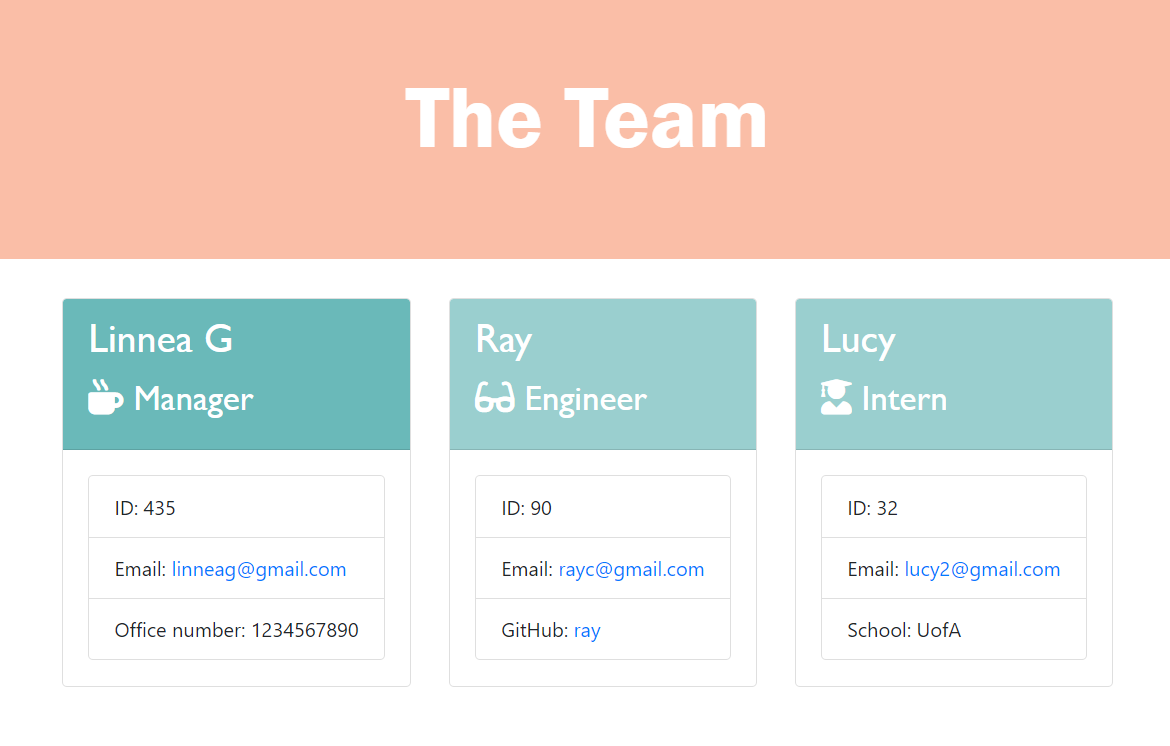 The Team
Linnea G
Manager
ID: 435
Email: linneag@gmail.com
Office number: 1234567890
Ray
Engineer
ID: 90
Email: rayc@gmail.com
GitHub: ray
Lucy
Intern
ID: 32
Email: lucy2@gmail.com
School: UofA